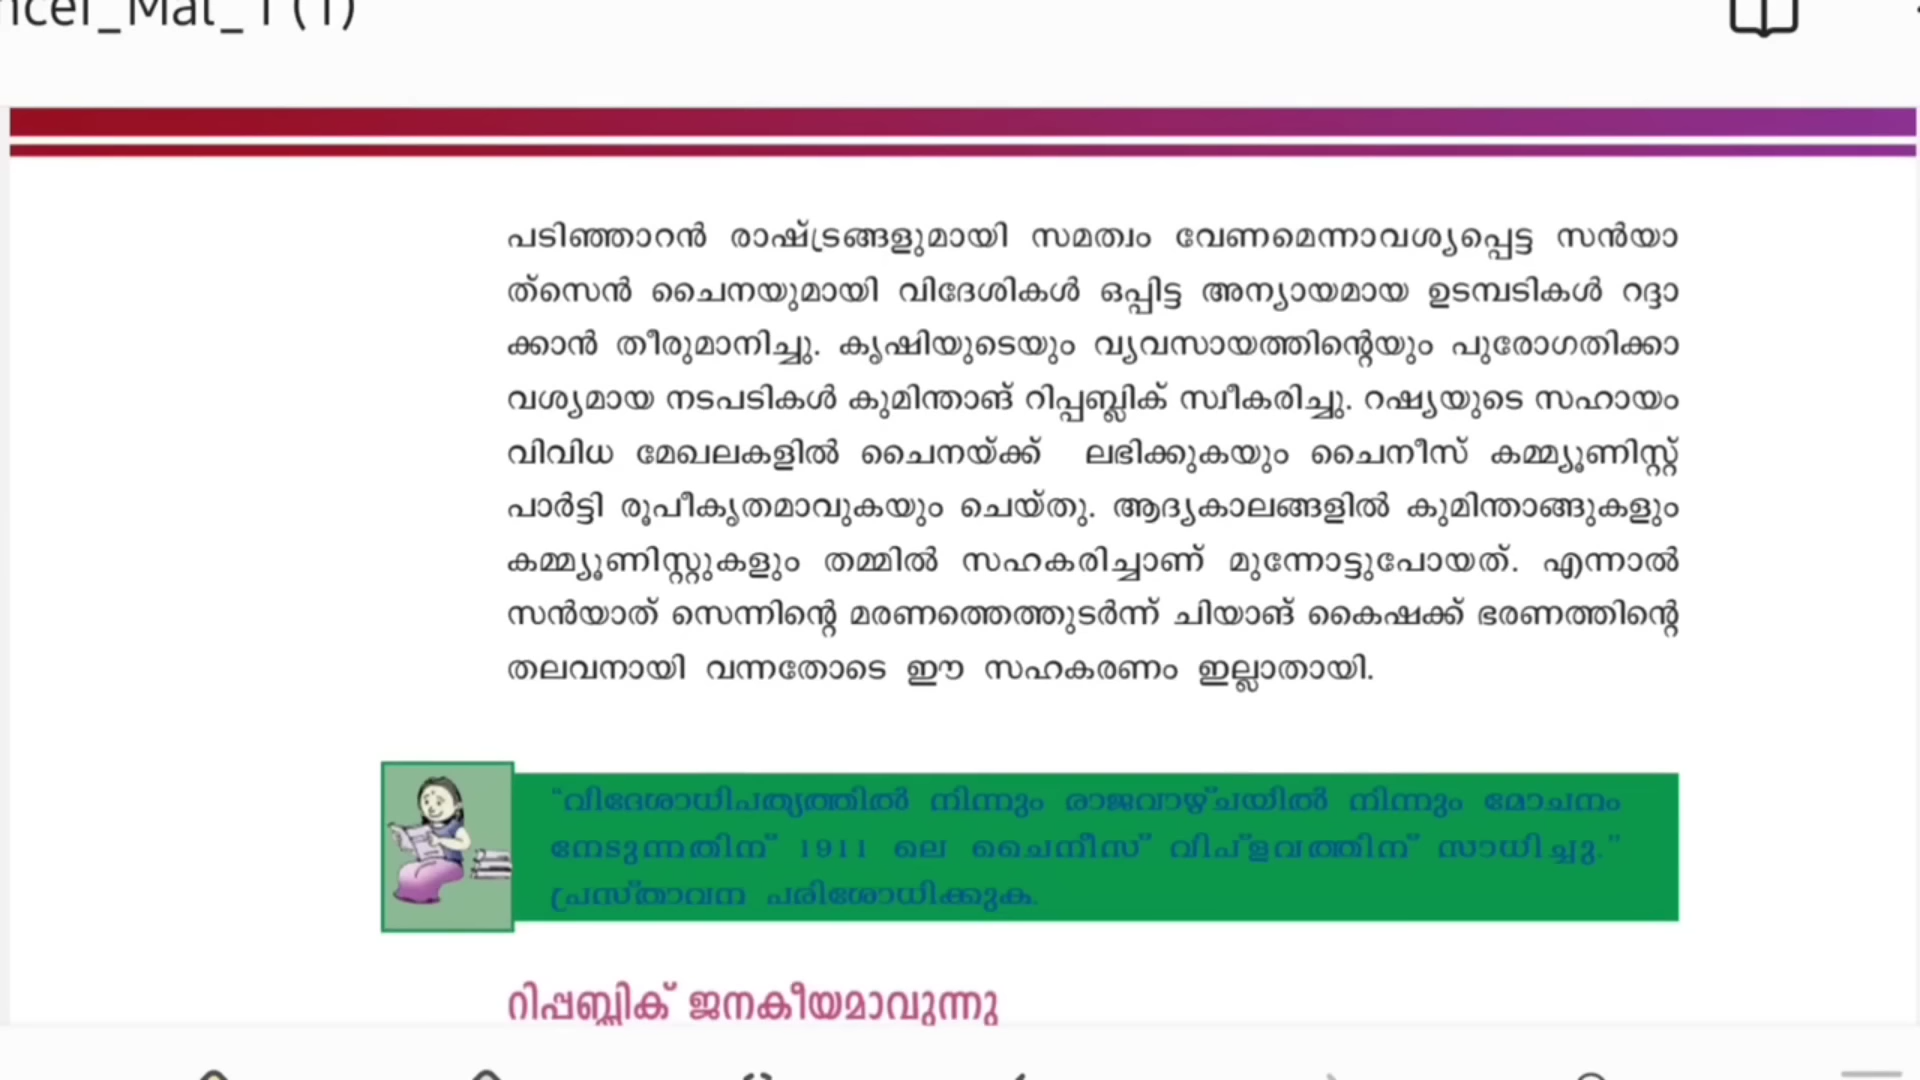 ncel_Mal_1 (1)
പടിഞ്ഞാറൻ രാഷ്ട്രങ്ങളുമായി സമത്വം വേണമെന്നാവശ്യപ്പെട്ട സൻയാ
ത്സെൻ ചൈനയുമായി വിദേശികൾ ഒപ്പിട്ട അന്യായമായ ഉടമ്പടികൾ റദ്ദാ
ക്കാൻ തീരുമാനിച്ചു. കൃഷിയുടെയും വ്യവസായത്തിന്റെയും പുരോഗതിക്കാ
വശ്യമായ നടപടികൾ കുമിന്താങ് റിപ്പബ്ലിക് സ്വീകരിച്ചു. റഷ്യയുടെ സഹായം
വിവിധ മേഖലകളിൽ ചൈനയ്ക്ക് ലഭിക്കുകയും ചൈനീസ് കമ്മ്യൂണിസ്റ്റ്
പാർട്ടി രൂപീകൃതമാവുകയും ചെയ്തു. ആദ്യകാലങ്ങളിൽ കുമിന്താങ്ങുകളും
കമ്മ്യൂണിസ്റ്റുകളും തമ്മിൽ സഹകരിച്ചാണ് മുന്നോട്ടുപോയത്. എന്നാൽ
സൻയാത് സെന്നിന്റെ മരണത്തെത്തുടർന്ന് ചിയാങ് കൈഷക്ക് ഭരണത്തിന്റെ
തലവനായി വന്നതോടെ ഈ സഹകരണം ഇല്ലാതായി.
"വിദേശാധിപത്യത്തിൽ നിന്നും രാജവാഴ്ചയിൽ നിന്നും മോചനം
നേടുന്നതിന് 1911 ലെ ചൈനീസ് വിപ്ളവത്തിന് സാധിച്ചു."
പ്രസ്താവന പരിശോധിക്കുക.
റിപ്പബ്ലിക് ജനകീയമാവുന്നു